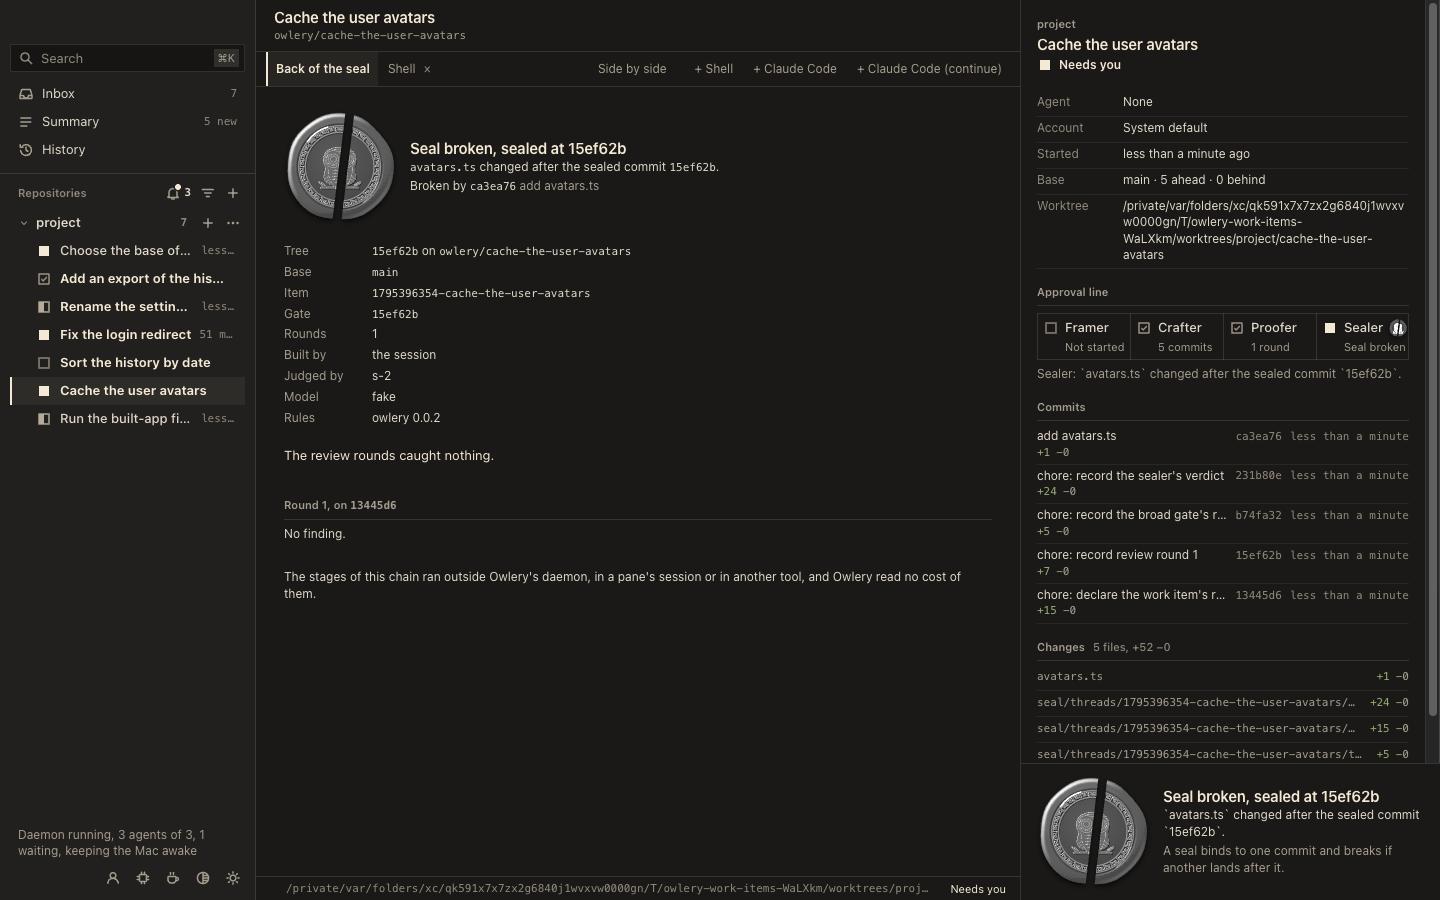 Search ⌘K
Inbox 7
Summary 5 new
History
Repositories 3
project 7
Choose the base of... less...
Add an export of the his...
Rename the settin... less...
Fix the login redirect 51 m...
Sort the history by date
Cache the user avatars
Run the built-app fi... less...
Daemon running, 3 agents of 3, 1
waiting, keeping the Mac awake
Cache the user avatars
owlery/cache-the-user-avatars
Back of the seal Shell × Side by side + Shell + Claude Code + Claude Code (continue)
Seal broken, sealed at 15ef62b
avatars.ts changed after the sealed commit 15ef62b.
Broken by ca3ea76 add avatars.ts
Tree 15ef62b on owlery/cache-the-user-avatars
Base main
Item 1795396354-cache-the-user-avatars
Gate 15ef62b
Rounds 1
Built by the session
Judged by s-2
Model fake
Rules owlery 0.0.2
The review rounds caught nothing.
Round 1, on 13445d6
No finding.
The stages of this chain ran outside Owlery's daemon, in a pane's session or in another tool, and Owlery read no cost of
them.
/private/var/folders/xc/qk591x7x7zx2g6840j1wvxvw0000gn/T/owlery-work-items-WaLXkm/worktrees/proj… Needs you
project
Cache the user avatars
Needs you
Agent None
Account System default
Started less than a minute ago
Base main · 5 ahead · 0 behind
Worktree /private/var/folders/xc/qk591x7x7zx2g6840j1wvxv
w0000gn/T/owlery-work-items-
WaLXkm/worktrees/project/cache-the-user-
avatars
Approval line
Framer Crafter Proofer Sealer
Not started 5 commits 1 round Seal broken
Sealer: `avatars.ts` changed after the sealed commit `15ef62b`.
Commits
add avatars.ts ca3ea76 less than a minute
+1 −0
chore: record the sealer's verdict 231b80e less than a minute
+24 −0
chore: record the broad gate's r... b74fa32 less than a minute
+5 −0
chore: record review round 1 15ef62b less than a minute
+7 −0
chore: declare the work item's r... 13445d6 less than a minute
+15 −0
Changes 5 files, +52 −0
avatars.ts +1 −0
seal/threads/1795396354-cache-the-user-avatars/… +24 −0
seal/threads/1795396354-cache-the-user-avatars/… +15 −0
seal/threads/1795396354-cache-the-user-avatars/t… +5 −0
Seal broken, sealed at 15ef62b
`avatars.ts` changed after the sealed commit
`15ef62b`.
A seal binds to one commit and breaks if
another lands after it.